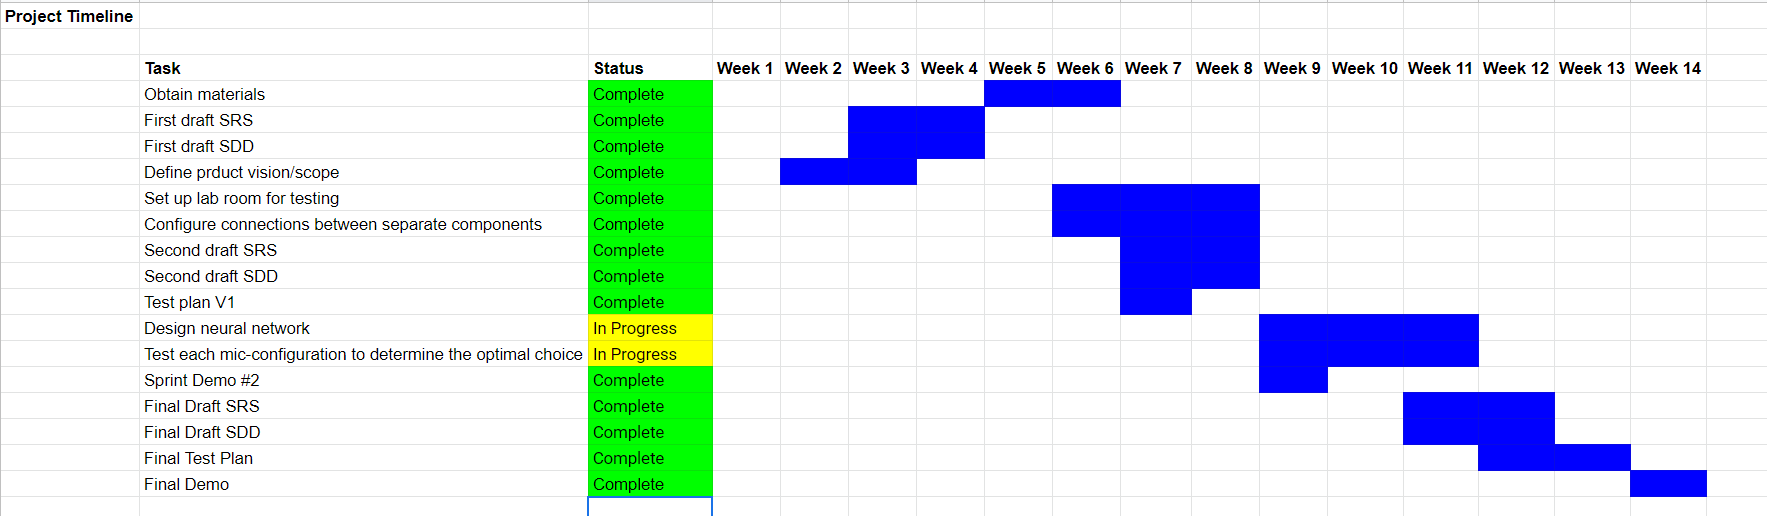 Project Timeline
Task Status Week 1 Week 2 Week 3 Week 4 Week 5 Week 6 Week 7 Week 8 Week 9 Week 10 Week 11 Week 12 Week 13 Week 14
Obtain materials Complete
First draft SRS Complete
First draft SDD Complete
Define prduct vision/scope Complete
Set up lab room for testing Complete
Configure connections between separate components Complete
Second draft SRS Complete
Second draft SDD Complete
Test plan V1 Complete
Design neural network In Progress
Test each mic-configuration to determine the optimal choice In Progress
Sprint Demo #2 Complete
Final Draft SRS Complete
Final Draft SDD Complete
Final Test Plan Complete
Final Demo Complete